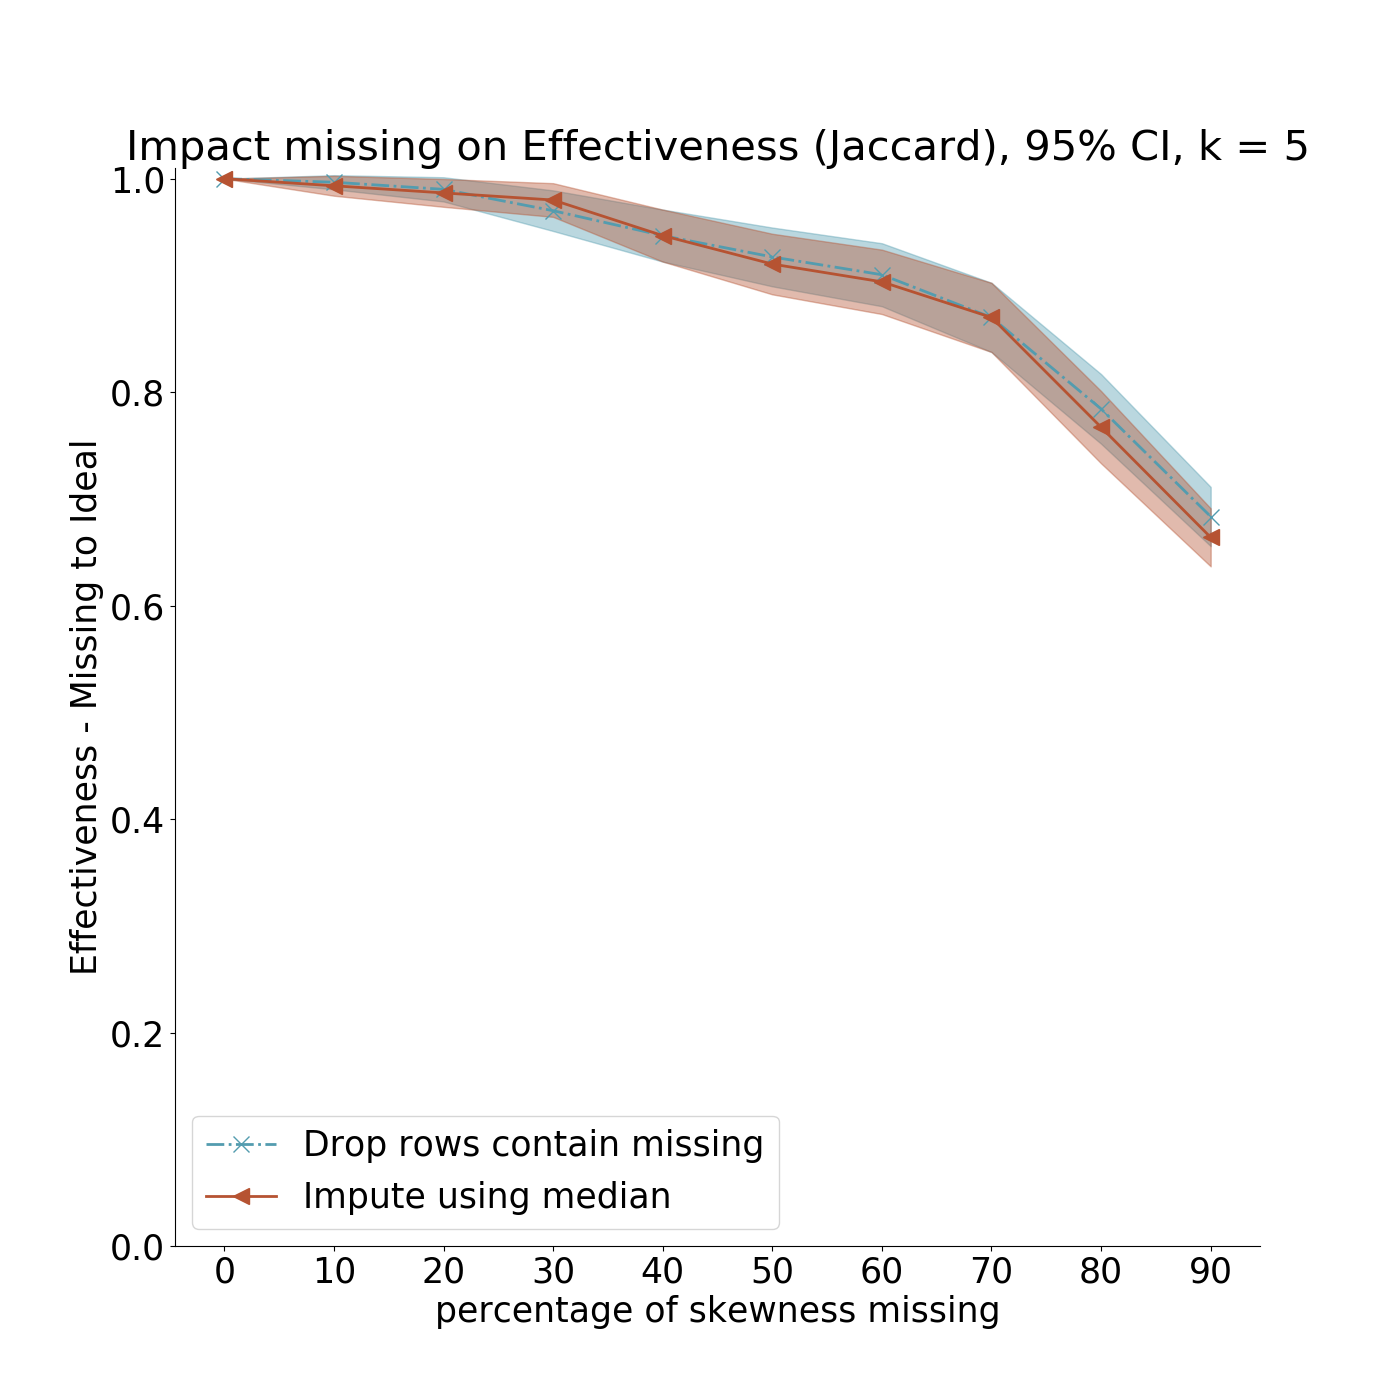 Impact missing on Effectiveness (Jaccard), 95% CI, k = 5
1.0
0.8
0.6
0.4
0.2
0.0
Effectiveness - Missing to Ideal
Drop rows contain missing
Impute using median
0 10 20 30 40 50 60 70 80 90
percentage of skewness missing